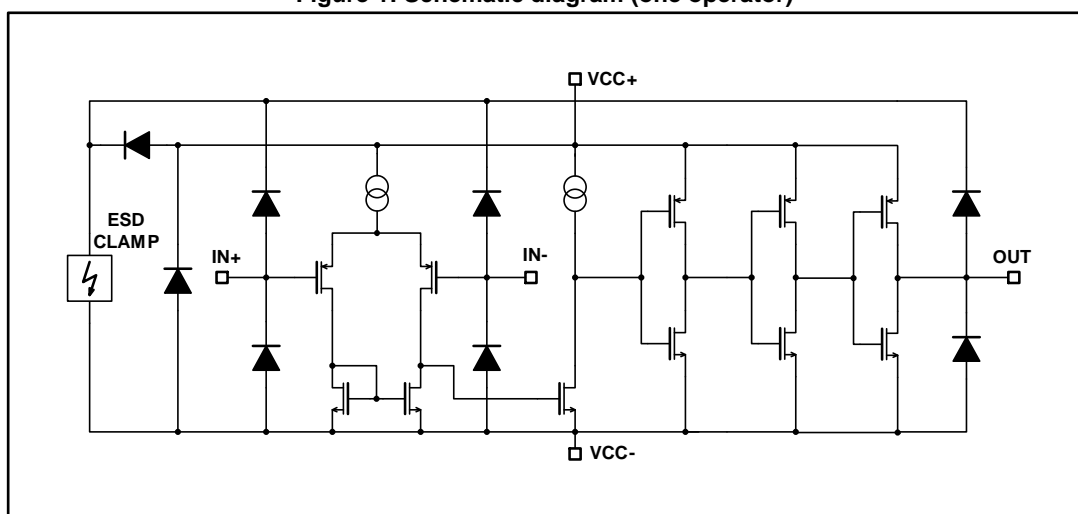 Figure 1. Schematic diagram (one operator)
VCC+
ESD
CLAMP
IN+
IN-
OUT
VCC-